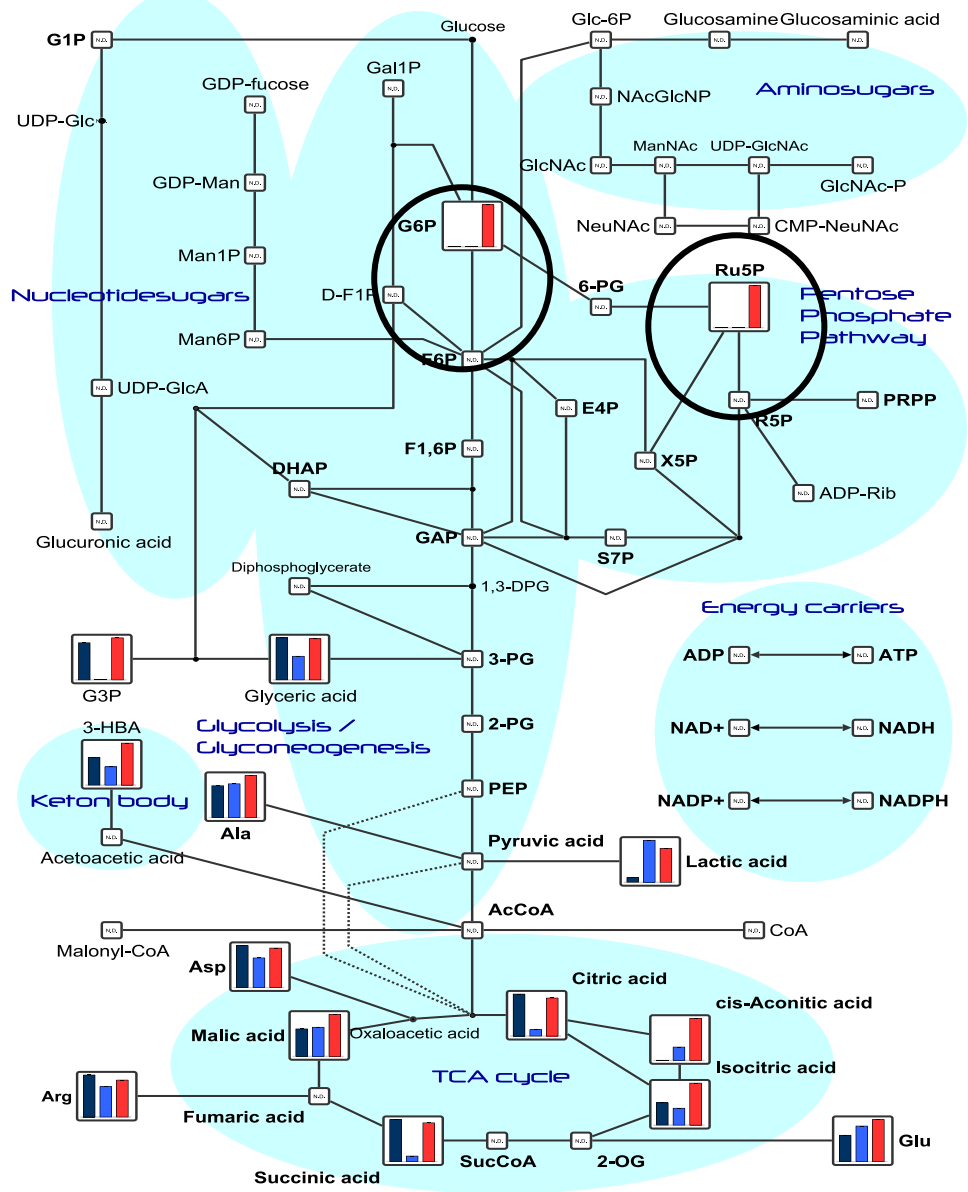 Glc-6P
Glucosamine
Glucosaminic acid
Glucose
G1P
N.D.
N.D.
N.D.
N.D.
Gal1P
N.D.
GDP-fucose
N.D.
NAcGlcNP
N.D.
Aminosugars
UDP-Glc
ManNAc
UDP-GlcNAc
GlcNAc
N.D.
N.D.
N.D.
N.D.
GlcNAc-P
GDP-Man
N.D.
G6P
NeuNAc
N.D.
N.D.
CMP-NeuNAc
Man1P
N.D.
Ru5P
6-PG
N.D.
Nucleotidesugars
D-F1P
N.D.
Pentose
Phosphate
Pathway
Man6P
N.D.
F6P
N.D.
UDP-GlcA
N.D.
E4P
N.D.
R5P
N.D.
N.D.
PRPP
F1,6P
N.D.
X5P
N.D.
DHAP
N.D.
N.D.
ADP-Rib
N.D.
Glucuronic acid
GAP
N.D.
N.D.
S7P
Diphosphoglycerate
N.D.
1,3-DPG
Energy carriers
G3P
Glyceric acid
N.D.
3-PG
ADP
N.D.
N.D.
ATP
3-HBA
Glycolysis /
Glyconeogenesis
N.D.
2-PG
NAD+
N.D.
N.D.
NADH
Keton body
Ala
N.D.
PEP
NADP+
N.D.
N.D.
NADPH
N.D.
Acetoacetic acid
Pyruvic acid
N.D.
Lactic acid
AcCoA
N.D.
Malonyl-CoA
N.D.
N.D.
CoA
Asp
Citric acid
cis-Aconitic acid
Malic acid
Oxaloacetic acid
Isocitric acid
TCA cycle
Arg
Fumaric acid
N.D.
Succinic acid
N.D.
SucCoA
N.D.
2-OG
Glu